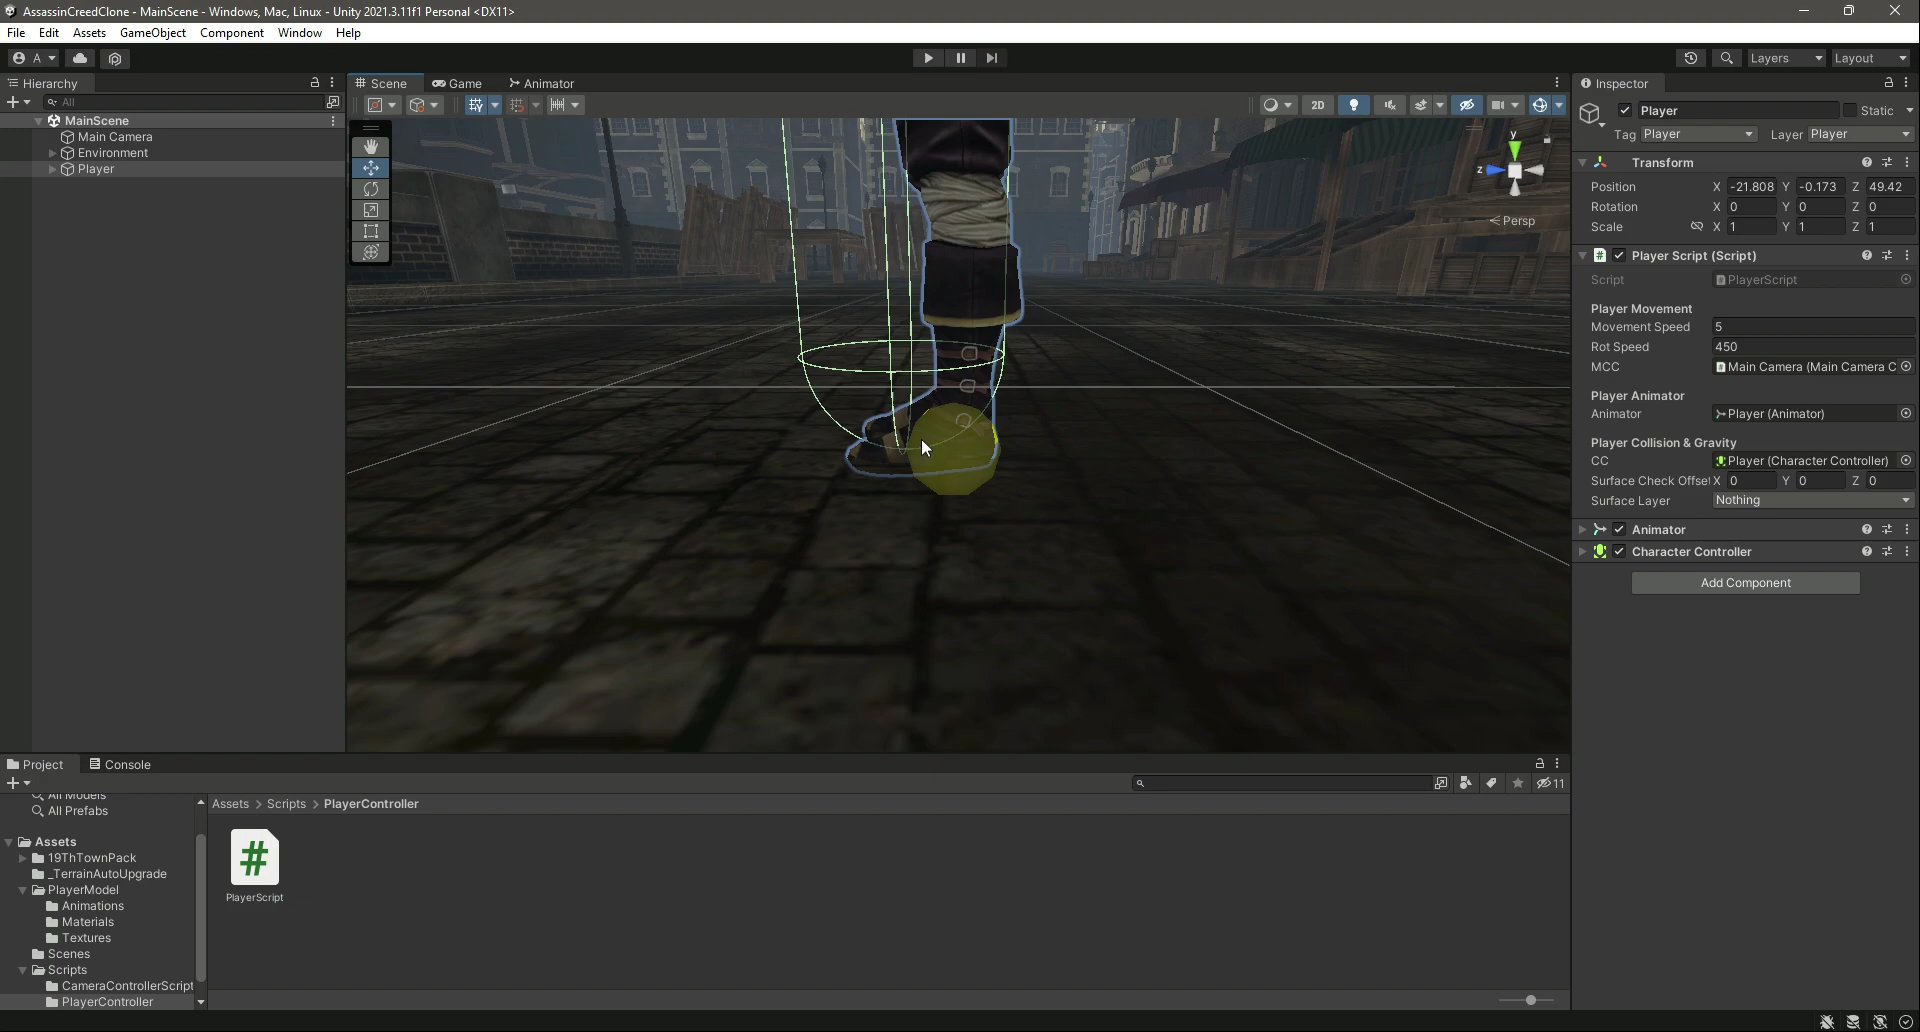 AssassinCreedClone - MainScene - Windows, Mac, Linux - Unity 2021.3.11f1 Personal <DX11>
File Edit Assets GameObject Component Window Help
A
Layers Layout
Hierarchy
All
MainScene
Main Camera
Environment
Player
Scene Game Animator
2D
y
z
Persp
Inspector
Player Static
Tag Player Layer Player
Transform
Position X -21.808 Y -0.173 Z 49.42
Rotation X 0 Y 0 Z 0
Scale X 1 Y 1 Z 1
# Player Script (Script)
Script PlayerScript
Player Movement
Movement Speed 5
Rot Speed 450
MCC Main Camera (Main Camera C
Player Animator
Animator Player (Animator)
Player Collision & Gravity
CC Player (Character Controller)
Surface Check Offset X 0 Y 0 Z 0
Surface Layer Nothing
Animator
Character Controller
Add Component
Project Console
11
All Models
All Prefabs
Assets
19ThTownPack
_TerrainAutoUpgrade
PlayerModel
Animations
Materials
Textures
Scenes
Scripts
CameraControllerScript
PlayerController
Assets > Scripts > PlayerController
#
PlayerScript